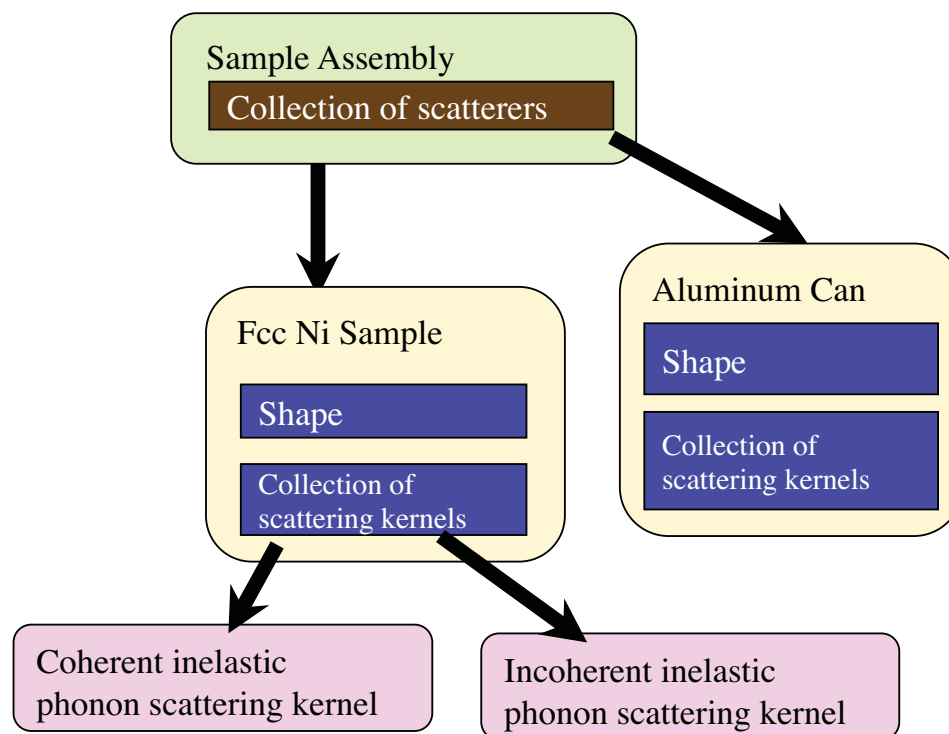 Sample Assembly
Collection of scatterers
Fcc Ni Sample
Shape
Collection of
scattering kernels
Aluminum Can
Shape
Collection of
scattering kernels
Coherent inelastic
phonon scattering kernel
Incoherent inelastic
phonon scattering kernel